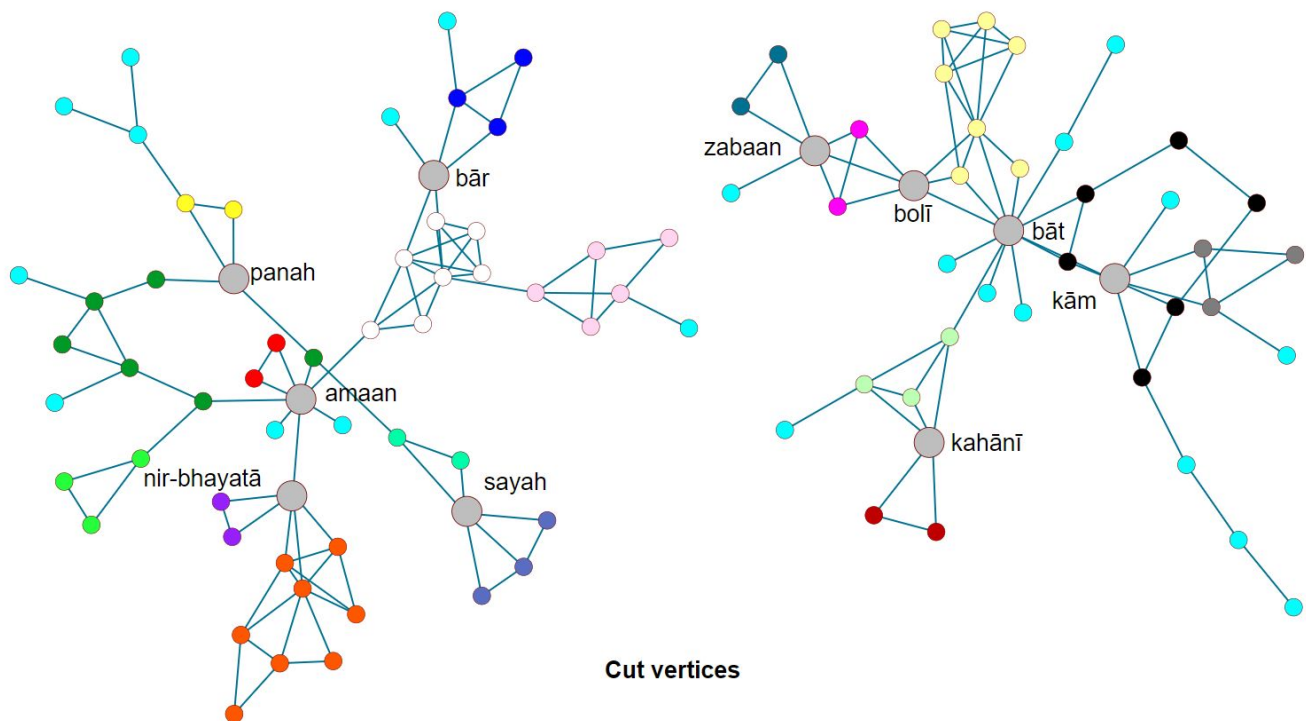 bār
panah
amaan
nir-bhayatā
sayah
zabaan
bolī
bāt
kām
kahānī
Cut vertices